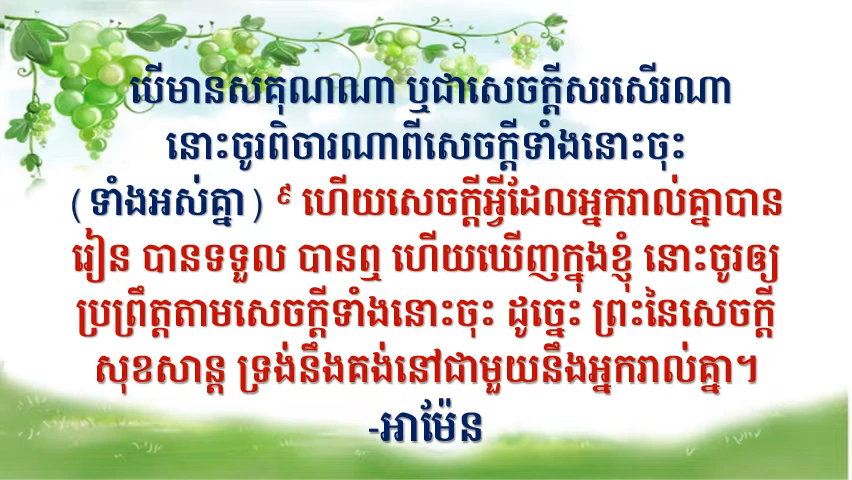 បើមានសគុណណា ឬជាសេចក្ដីសរសើរណា
នោះចូរពិចារណាពីសេចក្ដីទាំងនោះចុះ
(ទាំងអស់គ្នា) ៩ ហើយសេចក្ដីអ្វីដែលអ្នករាល់គ្នាបាន
រៀន បានទទួល បានឮ ហើយឃើញក្នុងខ្ញុំ នោះចូរឲ្យ
ប្រព្រឹត្តតាមសេចក្ដីទាំងនោះចុះ ដូច្នេះ ព្រះនៃសេចក្ដី
សុខសាន្ត ទ្រង់នឹងគង់នៅជាមួយនឹងអ្នករាល់គ្នា។
-អាម៉ែន